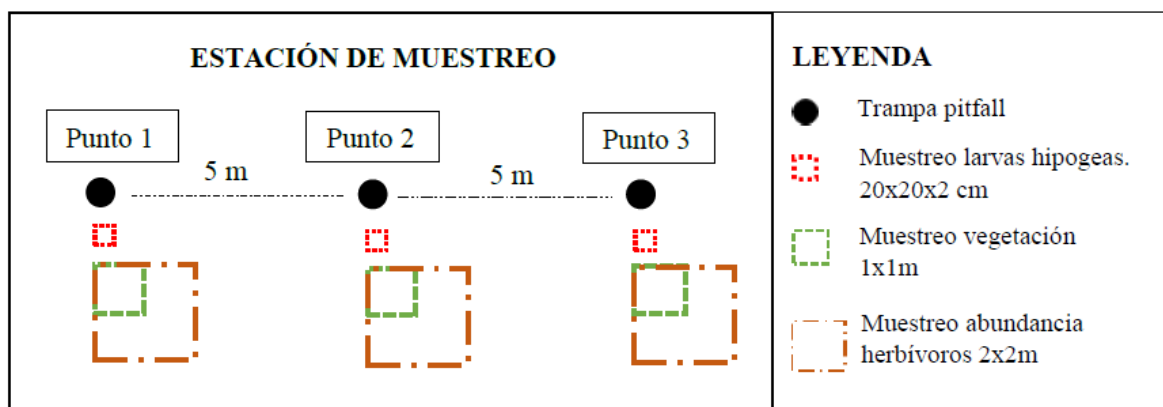 ESTACIÓN DE MUESTREO
Punto 1
Punto 2
Punto 3
5 m
5 m
LEYENDA
Trampa pitfall
Muestreo larvas hipogeas.
20x20x2 cm
Muestreo vegetación
1x1m
Muestreo abundancia
herbívoros 2x2m